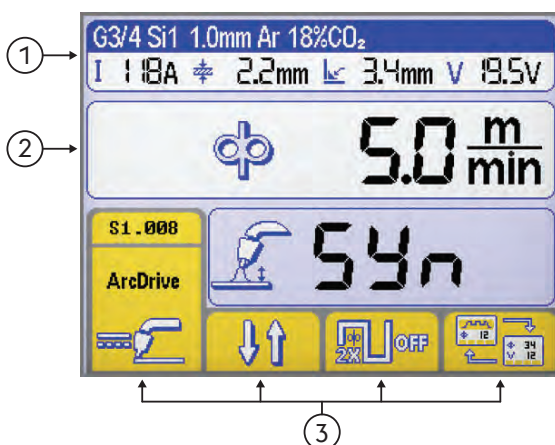 G3/4 Si1 1.0mm Ar 18%CO₂
I 118A 2.2mm 3.4mm V 19.5V
1
2
5.0 m/min
S1.008
ArcDrive
SYn
2X OFF
12
V 12
34
12
3